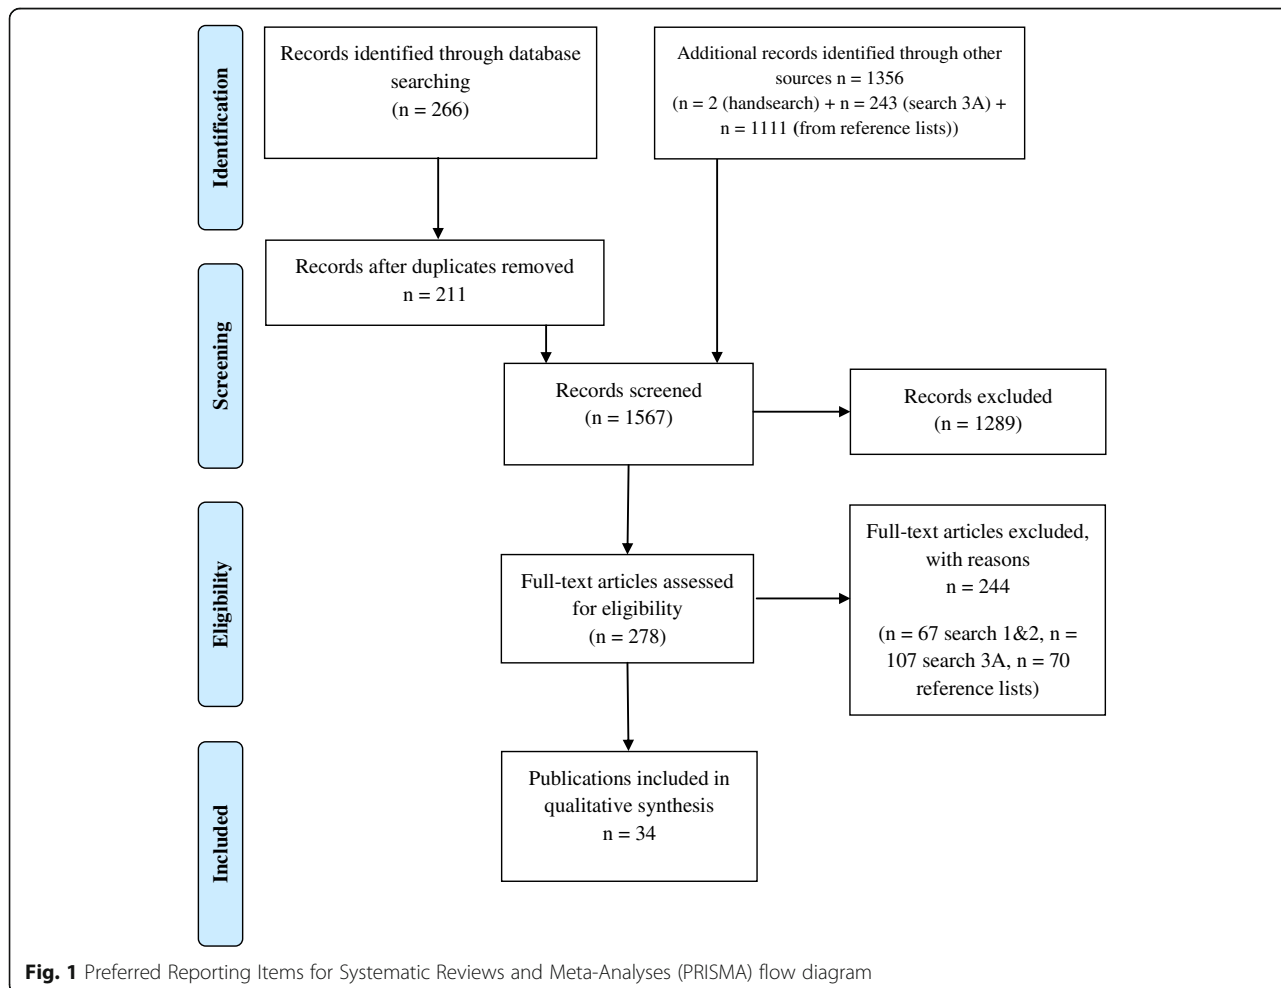 Identification
Records identified through database
searching
(n = 266)
Additional records identified through other
sources n = 1356
(n = 2 (handsearch) + n = 243 (search 3A) +
n = 1111 (from reference lists))
Screening
Records after duplicates removed
n = 211
Records screened
(n = 1567)
Records excluded
(n = 1289)
Eligibility
Full-text articles assessed
for eligibility
(n = 278)
Full-text articles excluded,
with reasons
n = 244
(n = 67 search 1&2, n =
107 search 3A, n = 70
reference lists)
Included
Publications included in
qualitative synthesis
n = 34
Fig. 1 Preferred Reporting Items for Systematic Reviews and Meta-Analyses (PRISMA) flow diagram